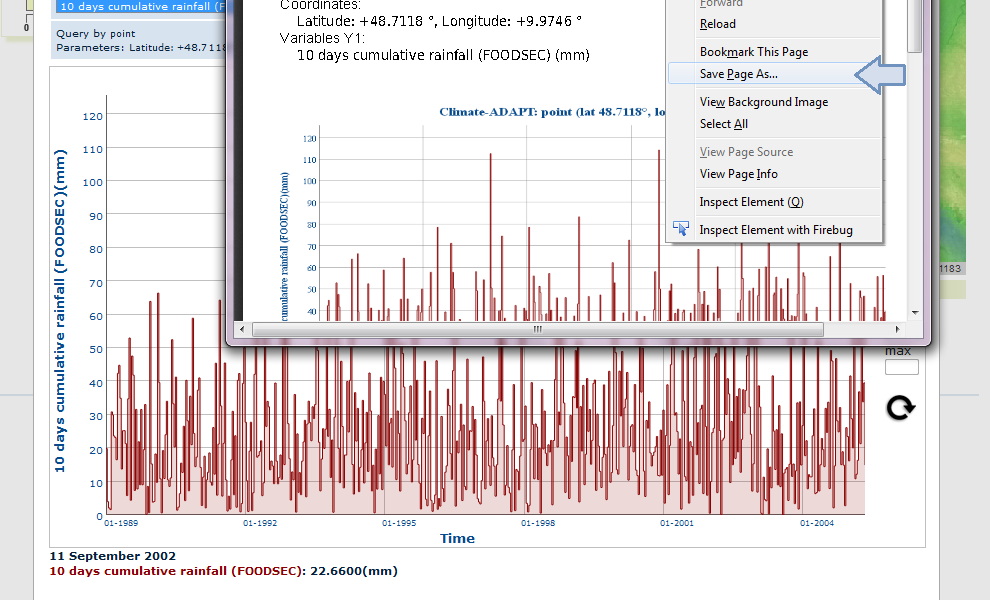 10 days cumulative rainfall (F
0
Query by point
Parameters: Latitude: +48.7118
Coordinates:
Latitude: +48.7118 °, Longitude: +9.9746 °
Variables Y1:
10 days cumulative rainfall (FOODSEC) (mm)
Climate-ADAPT: point (lat 48.7118°, lo
cumulative rainfall (FOODSEC)(mm)
120
110
100
90
80
70
60
50
40
Forward
Reload
Bookmark This Page
Save Page As...
View Background Image
Select All
View Page Source
View Page Info
Inspect Element (Q)
Inspect Element with Firebug
1183
max
10 days cumulative rainfall (FOODSEC)(mm)
120
110
100
90
80
70
60
50
40
30
20
10
0
01-1989
01-1992
01-1995
01-1998
01-2001
01-2004
Time
11 September 2002
10 days cumulative rainfall (FOODSEC): 22.6600(mm)